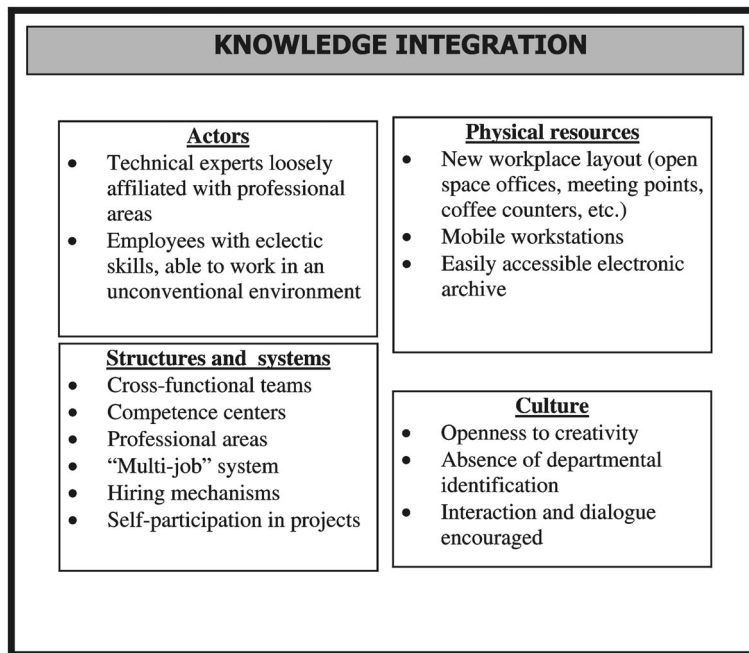 KNOWLEDGE INTEGRATION
Actors
• Technical experts loosely
affiliated with professional
areas
• Employees with eclectic
skills, able to work in an
unconventional environment
Structures and systems
• Cross-functional teams
• Competence centers
• Professional areas
• “Multi-job” system
• Hiring mechanisms
• Self-participation in projects
Physical resources
• New workplace layout (open
space offices, meeting points,
coffee counters, etc.)
• Mobile workstations
• Easily accessible electronic
archive
Culture
• Openness to creativity
• Absence of departmental
identification
• Interaction and dialogue
encouraged